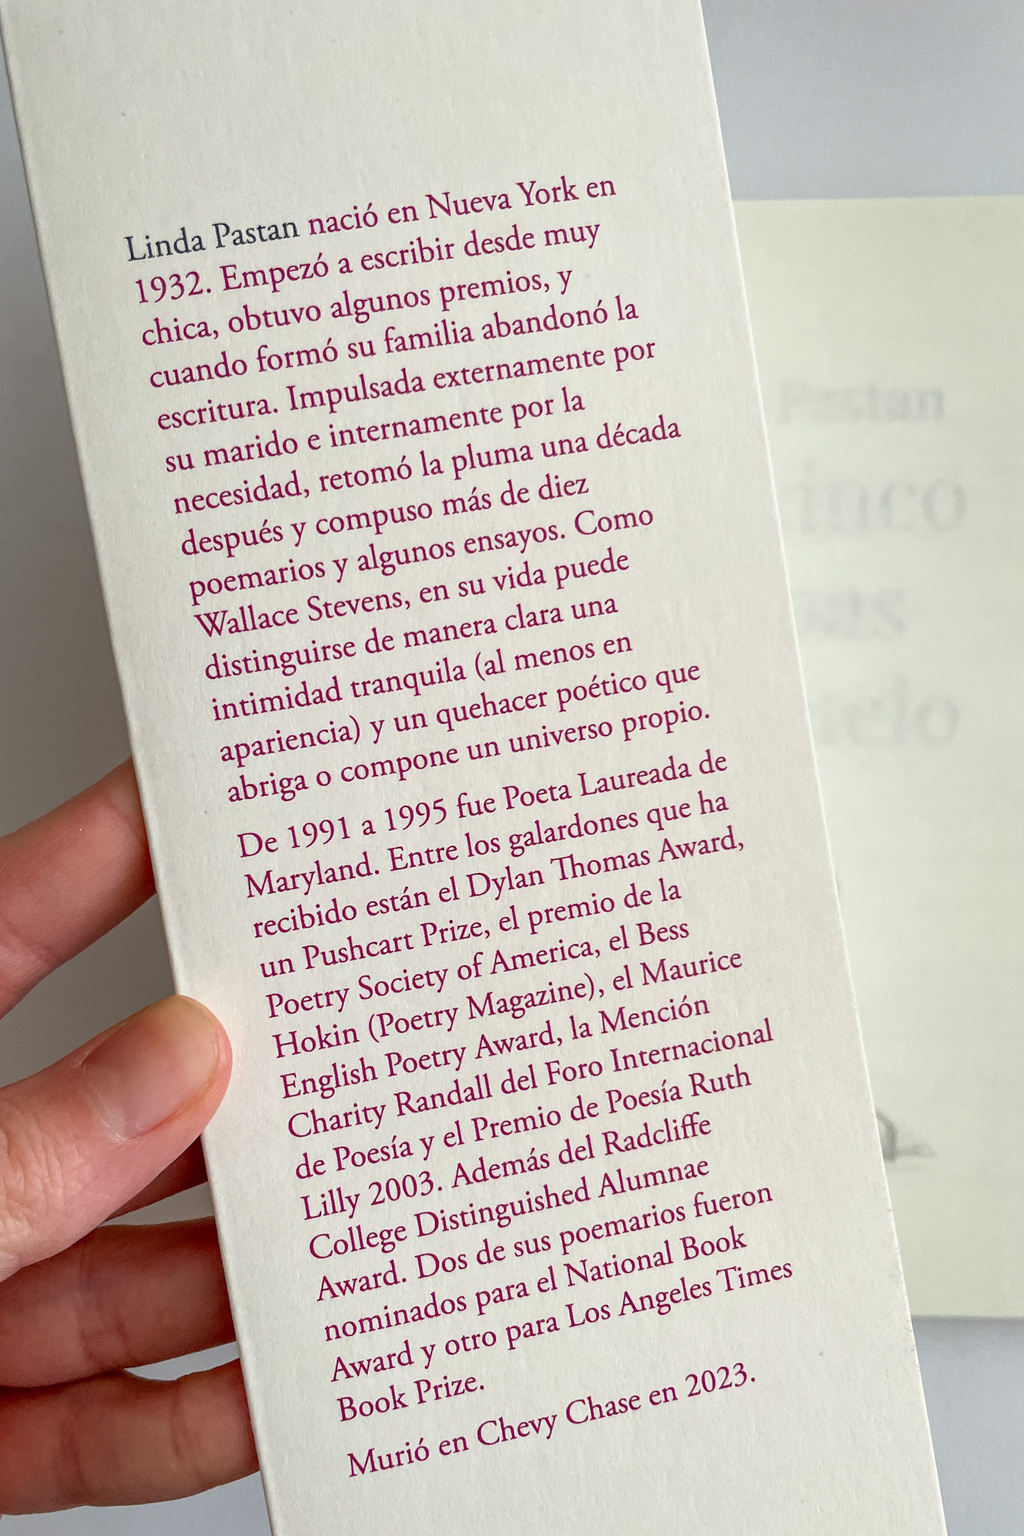 Linda Pastan nació en Nueva York en
1932. Empezó a escribir desde muy
chica, obtuvo algunos premios, y
cuando formó su familia abandonó la
escritura. Impulsada externamente por
su marido e internamente por la
necesidad, retomó la pluma una década
después y compuso más de diez
poemarios y algunos ensayos. Como
Wallace Stevens, en su vida puede
distinguirse de manera clara una
intimidad tranquila (al menos en
apariencia) y un quehacer poético que
abriga o compone un universo propio.
De 1991 a 1995 fue Poeta Laureada de
Maryland. Entre los galardones que ha
recibido están el Dylan Thomas Award,
un Pushcart Prize, el premio de la
Poetry Society of America, el Bess
Hokin (Poetry Magazine), el Maurice
English Poetry Award, la Mención
Charity Randall del Foro Internacional
de Poesía y el Premio de Poesía Ruth
Lilly 2003. Además del Radcliffe
College Distinguished Alumnae
Award. Dos de sus poemarios fueron
nominados para el National Book
Award y otro para Los Angeles Times
Book Prize.
Murió en Chevy Chase en 2023.
Pastan